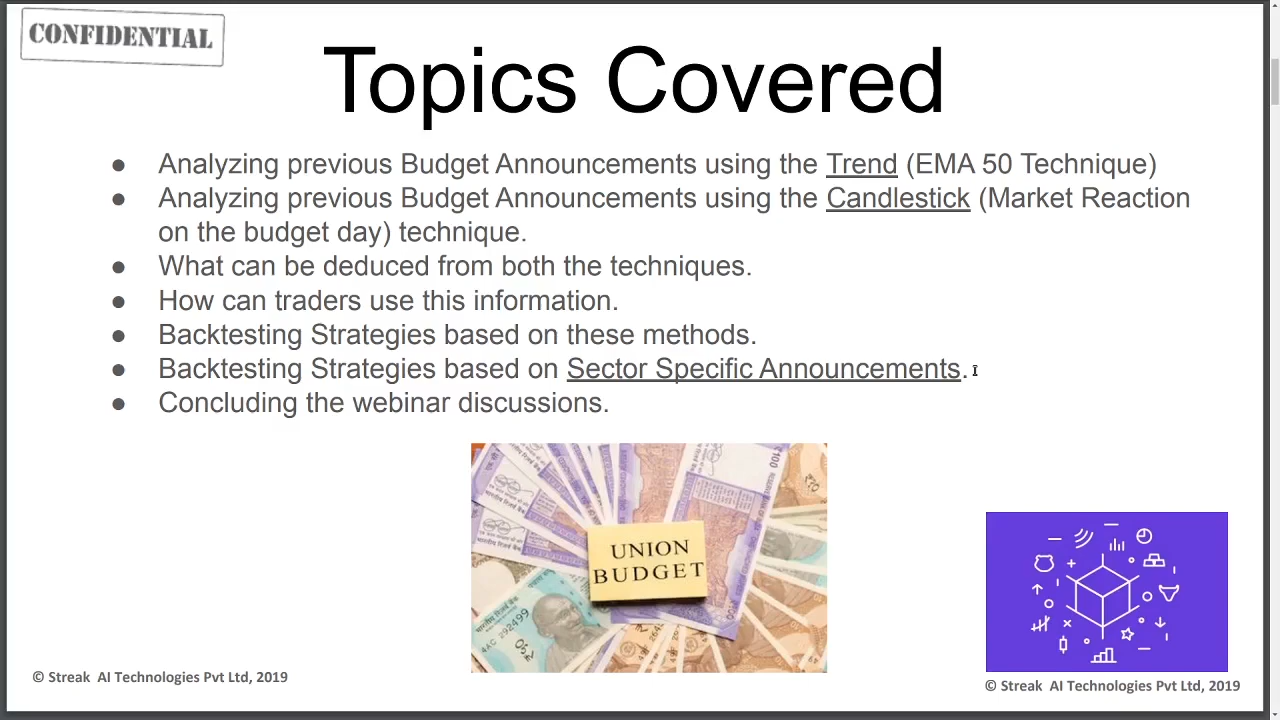 CONFIDENTIAL
Topics Covered
● Analyzing previous Budget Announcements using the Trend (EMA 50 Technique)
● Analyzing previous Budget Announcements using the Candlestick (Market Reaction
on the budget day) technique.
● What can be deduced from both the techniques.
● How can traders use this information.
● Backtesting Strategies based on these methods.
● Backtesting Strategies based on Sector Specific Announcements.
● Concluding the webinar discussions.
UNION
BUDGET
© Streak AI Technologies Pvt Ltd, 2019
© Streak AI Technologies Pvt Ltd, 2019